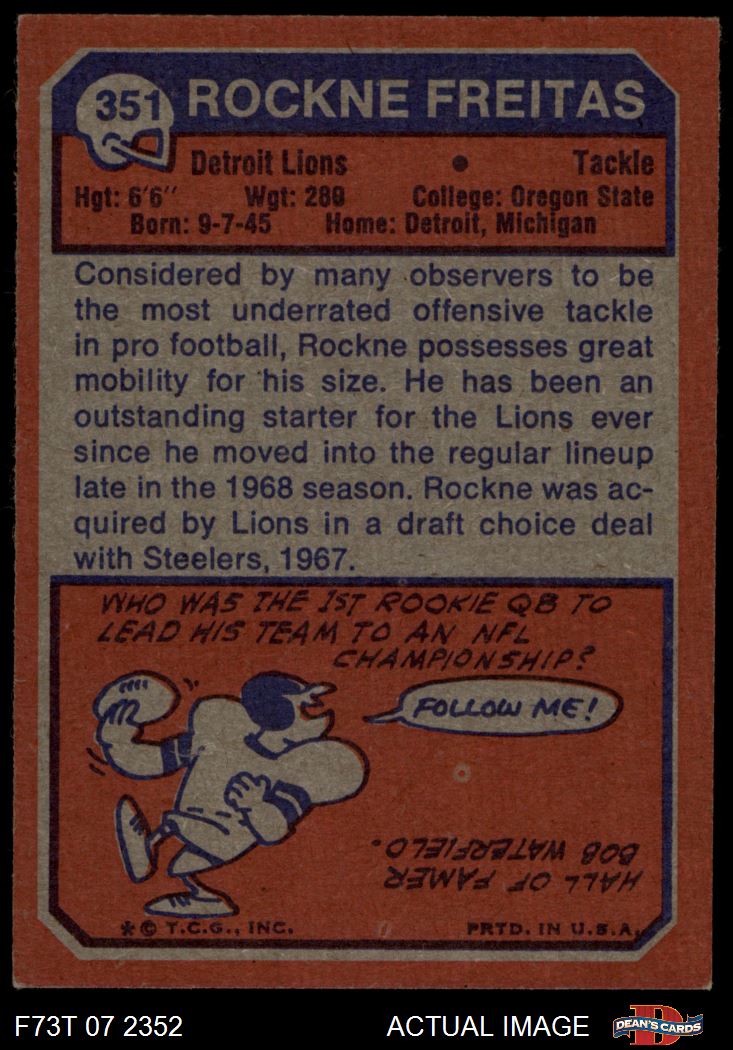 351 ROCKNE FREITAS
Detroit Lions • Tackle
Hgt: 6'6" Wgt: 280 College: Oregon State
Born: 9-7-45 Home: Detroit, Michigan
Considered by many observers to be
the most underrated offensive tackle
in pro football, Rockne possesses great
mobility for his size. He has been an
outstanding starter for the Lions ever
since he moved into the regular lineup
late in the 1968 season. Rockne was ac-
quired by Lions in a draft choice deal
with Steelers, 1967.
WHO WAS THE 1ST ROOKIE QB TO
LEAD HIS TEAM TO AN NFL
CHAMPIONSHIP?
FOLLOW ME!
HALL OF FAMER
BOB WATERFIELD.
* © T.C.G., INC. PRTD. IN U.S.A.
F73T 07 2352 ACTUAL IMAGE D DEAN'S CARDS